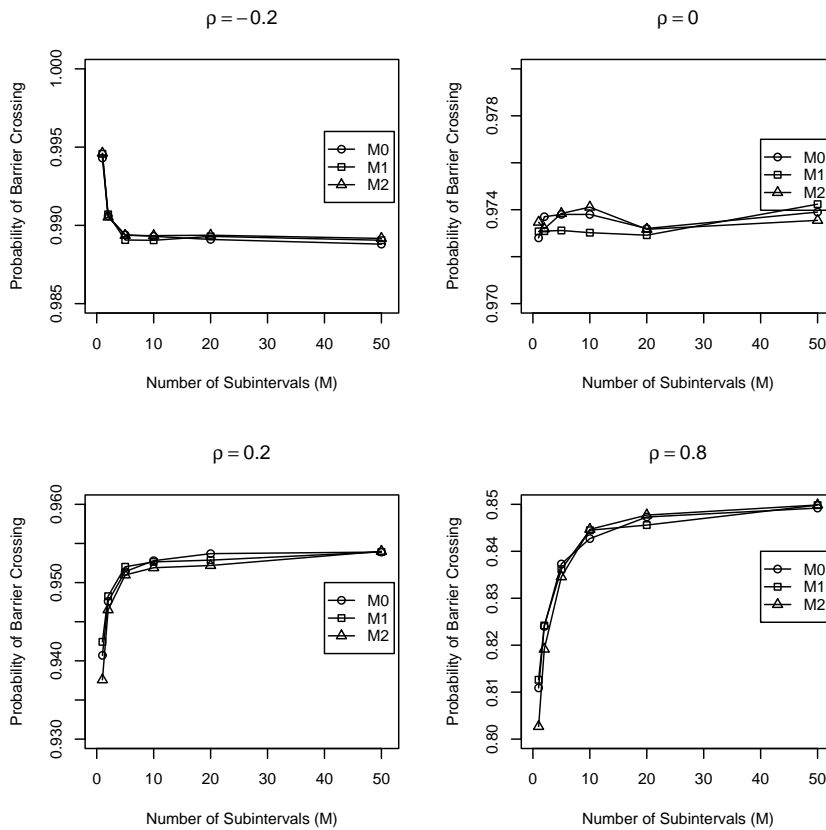 ρ = −0.2
Probability of Barrier Crossing
1.000
0.995
0.990
0.985
M0
M1
M2
0 10 20 30 40 50
Number of Subintervals (M)
ρ = 0
Probability of Barrier Crossing
0.978
0.974
0.970
M0
M1
M2
0 10 20 30 40 50
Number of Subintervals (M)
ρ = 0.2
Probability of Barrier Crossing
0.960
0.950
0.940
0.930
M0
M1
M2
0 10 20 30 40 50
Number of Subintervals (M)
ρ = 0.8
Probability of Barrier Crossing
0.85
0.84
0.83
0.82
0.81
0.80
M0
M1
M2
0 10 20 30 40 50
Number of Subintervals (M)